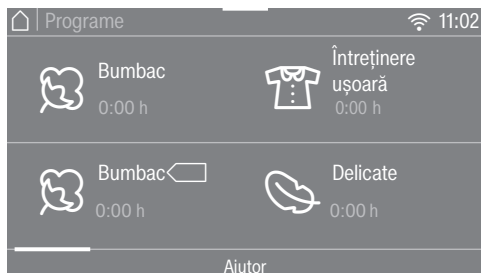 Programe
11:02
Bumbac
0:00 h
Întreținere
ușoară
0:00 h
Bumbac
0:00 h
Delicate
0:00 h
Ajutor